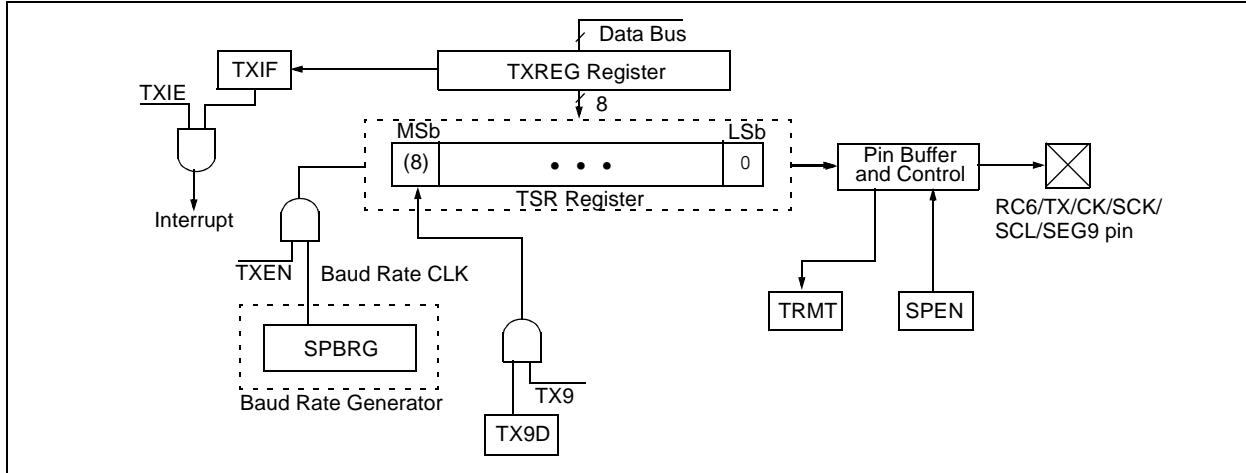 Data Bus
TXIF
TXREG Register
TXIE
8
MSb
LSb
(8)
• • •
0
Pin Buffer
and Control
TSR Register
Interrupt
RC6/TX/CK/SCK/
SCL/SEG9 pin
TXEN
Baud Rate CLK
TRMT
SPEN
SPBRG
TX9
Baud Rate Generator
TX9D